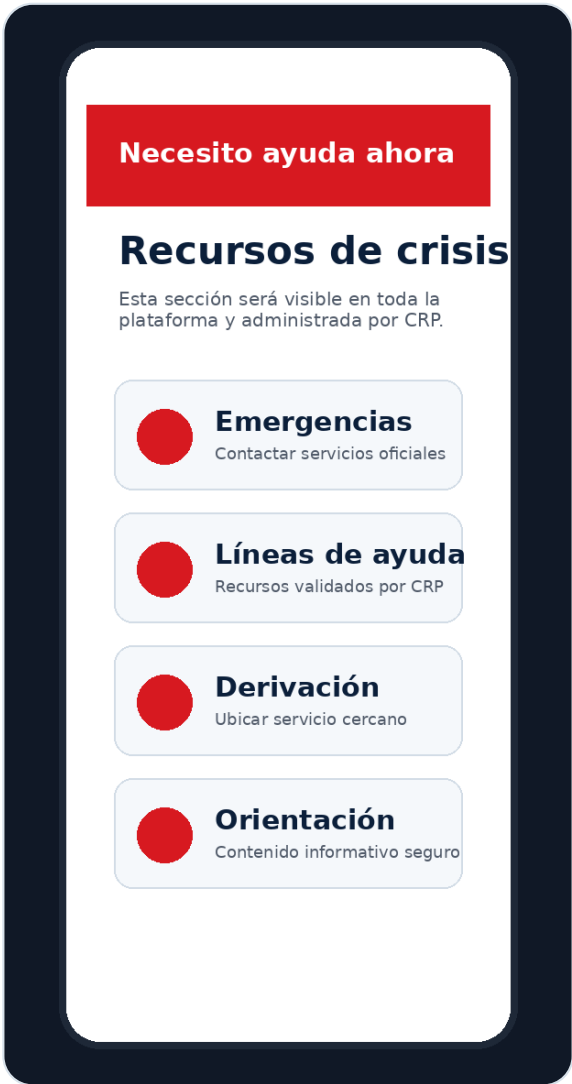 Necesito ayuda ahora
Recursos de crisis
Esta sección será visible en toda la
plataforma y administrada por CRP.
Emergencias
Contactar servicios oficiales
Líneas de ayuda
Recursos validados por CRP
Derivación
Ubicar servicio cercano
Orientación
Contenido informativo seguro